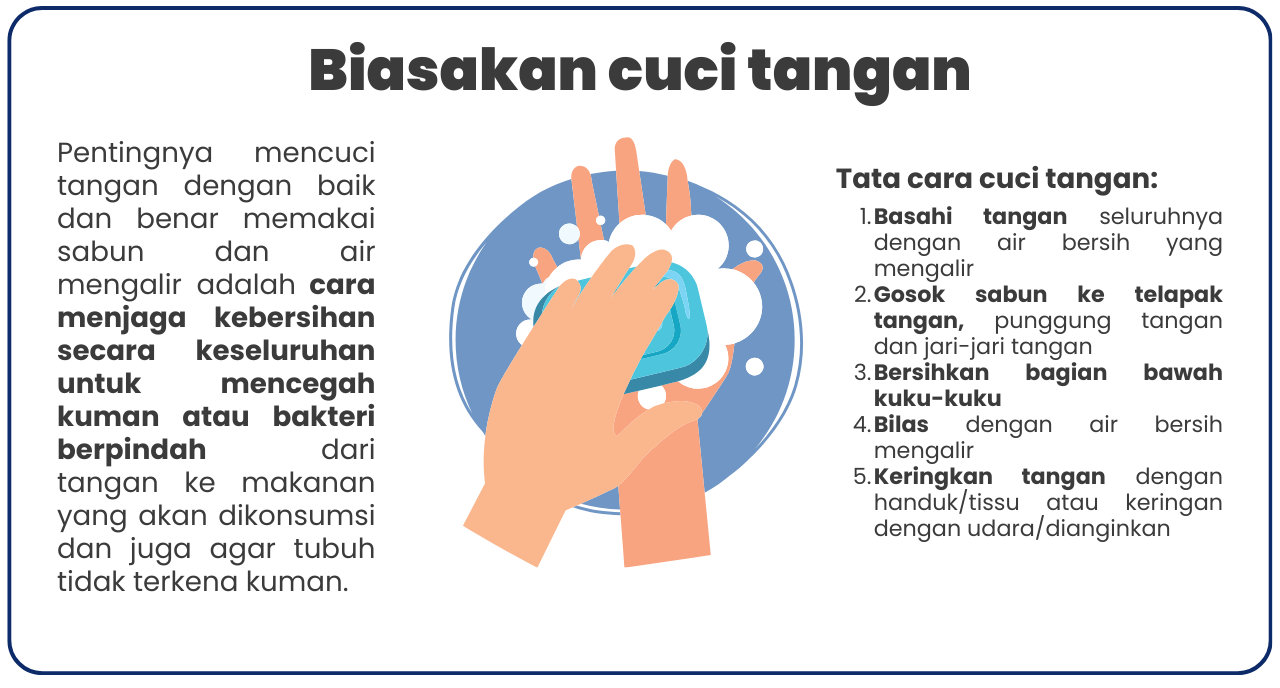 Biasakan cuci tangan
Pentingnya mencuci
tangan dengan baik
dan benar memakai
sabun dan air
mengalir adalah cara
menjaga kebersihan
secara keseluruhan
untuk mencegah
kuman atau bakteri
berpindah dari
tangan ke makanan
yang akan dikonsumsi
dan juga agar tubuh
tidak terkena kuman.
Tata cara cuci tangan:
1. Basahi tangan seluruhnya
dengan air bersih yang
mengalir
2. Gosok sabun ke telapak
tangan, punggung tangan
dan jari-jari tangan
3. Bersihkan bagian bawah
kuku-kuku
4. Bilas dengan air bersih
mengalir
5. Keringkan tangan dengan
handuk/tissu atau keringan
dengan udara/dianginkan